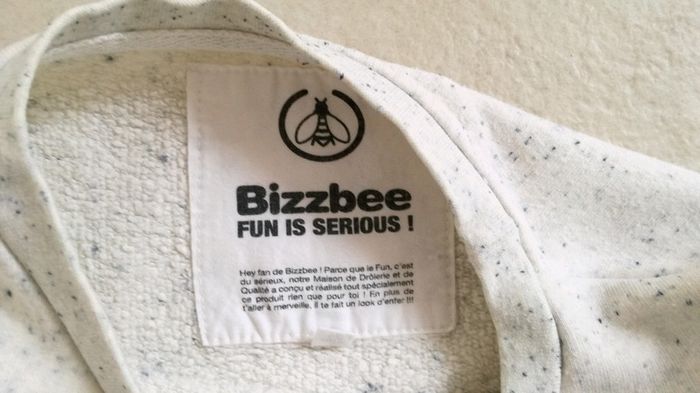 Bizzbee
FUN IS SERIOUS !
Hey fan de Bizzbee ! Parce que le Fun, c'est
du sérieux, notre Maison de Drôlerie et de
Qualité a conçu et réalisé tout spécialement
ce produit rien que pour toi ! En plus de
t'aller à merveille, il te fait un look d'enfer !!!